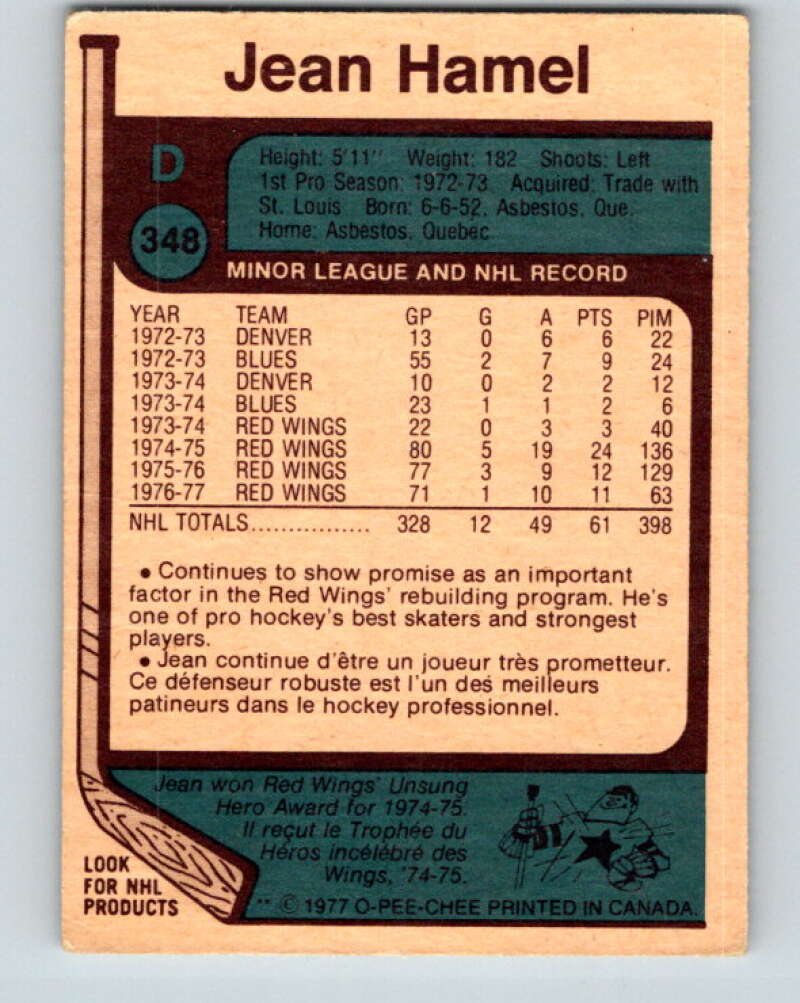 Jean Hamel
D
348
Height: 5'11" Weight: 182 Shoots: Left
1st Pro Season: 1972-73. Acquired: Trade with
St. Louis Born: 6-6-52, Asbestos, Que.
Home: Asbestos, Quebec
MINOR LEAGUE AND NHL RECORD
YEAR TEAM GP G A PTS PIM
1972-73 DENVER 13 0 6 6 22
1972-73 BLUES 55 2 7 9 24
1973-74 DENVER 10 0 2 2 12
1973-74 BLUES 23 1 1 2 6
1973-74 RED WINGS 22 0 3 3 40
1974-75 RED WINGS 80 5 19 24 136
1975-76 RED WINGS 77 3 9 12 129
1976-77 RED WINGS 71 1 10 11 63
NHL TOTALS................ 328 12 49 61 398
• Continues to show promise as an important
factor in the Red Wings' rebuilding program. He's
one of pro hockey's best skaters and strongest
players.
• Jean continue d'être un joueur très prometteur.
Ce défenseur robuste est l'un des meilleurs
patineurs dans le hockey professionnel.
Jean won Red Wings' Unsung
Hero Award for 1974-75.
Il reçut le Trophée du
Héros incélébré des
Wings, '74-75.
LOOK
FOR NHL
PRODUCTS
** © 1977 O-PEE-CHEE PRINTED IN CANADA.